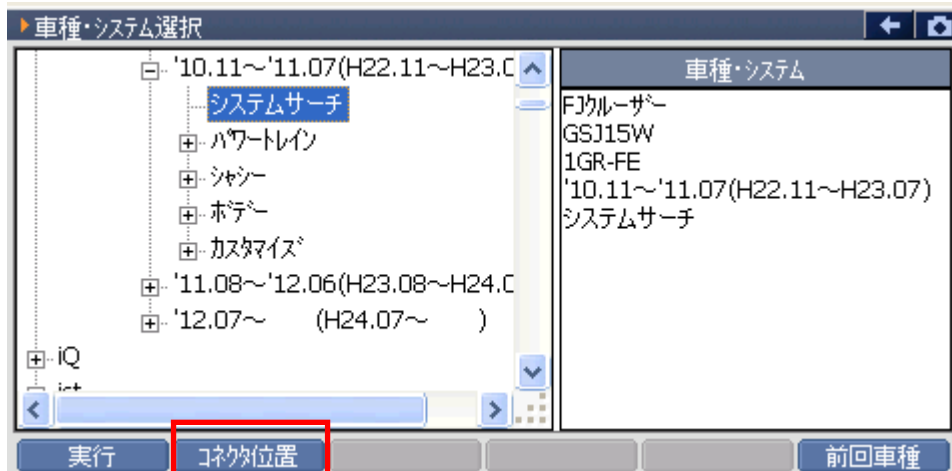 車種・ｼｽﾃﾑ選択
'10.11～'11.07(H22.11～H23.0
システムサーチ
ﾊﾟﾜｰﾄﾚｲﾝ
ｼｬｼｰ
ﾎﾞﾃﾞｰ
ｶｽﾀﾏｲｽﾞ
'11.08～'12.06(H23.08～H24.0
'12.07～　　(H24.07～　　)
iQ
車種・ｼｽﾃﾑ
FJｸﾙｰｻﾞｰ
GSJ15W
1GR-FE
'10.11～'11.07(H22.11～H23.07)
システムサーチ
実行
ｺﾈｸﾀ位置
前回車種